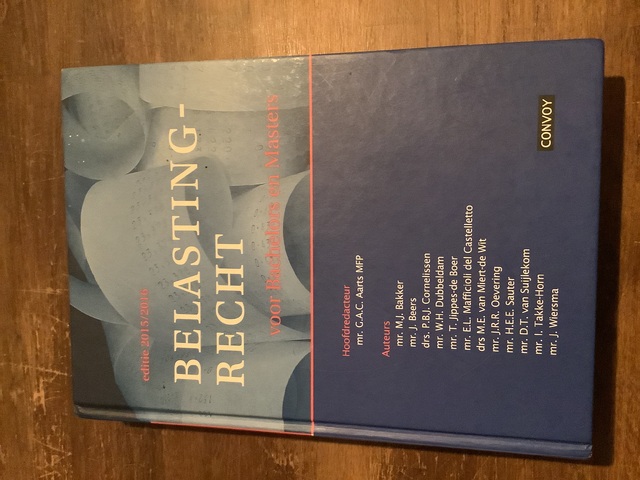 editie 2015/2016
BELASTING-
RECHT
voor Bachelors en Masters
Hoofdredacteur
mr. G.A.C. Aarts MFP
Auteurs
mr. M.J. Bakker
mr. J. Beers
drs. P.B.J. Cornelissen
mr. W.H. Dubbeldam
mr. T. Jippes-de Boer
mr. E.L. Mafficioli del Castelletto
drs M.E. van Miert-de Wit
mr. J.R.R. Oevering
mr. H.E.E. Sauter
mr. D.T. van Suijlekom
mr. I. Takke-Horn
mr. J. Wiersma
CONVOY